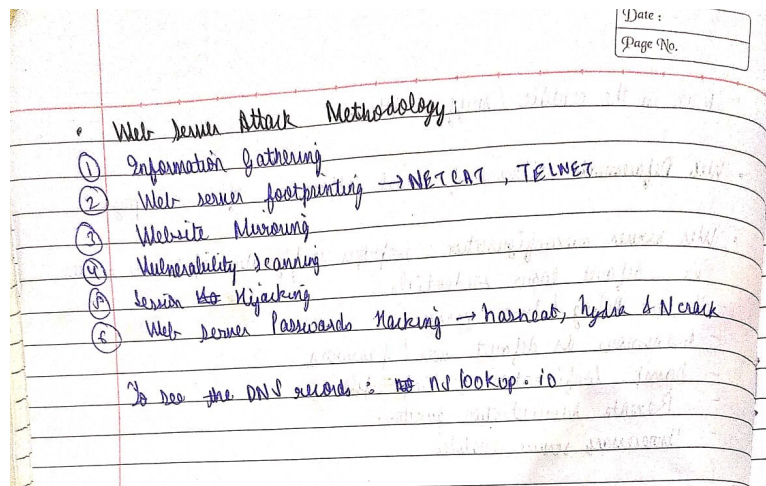 Date :
Page No.
• Web Server Attack Methodology :
① Information Gathering
② Web server footprinting → NETCAT , TELNET
③ Website Mirroring
④ Vulnerability Scanning
⑤ Session Hijacking
⑥ Web server Passwords Hacking → hashcat, hydra & Ncrack
To see the DNS records : nslookup.io